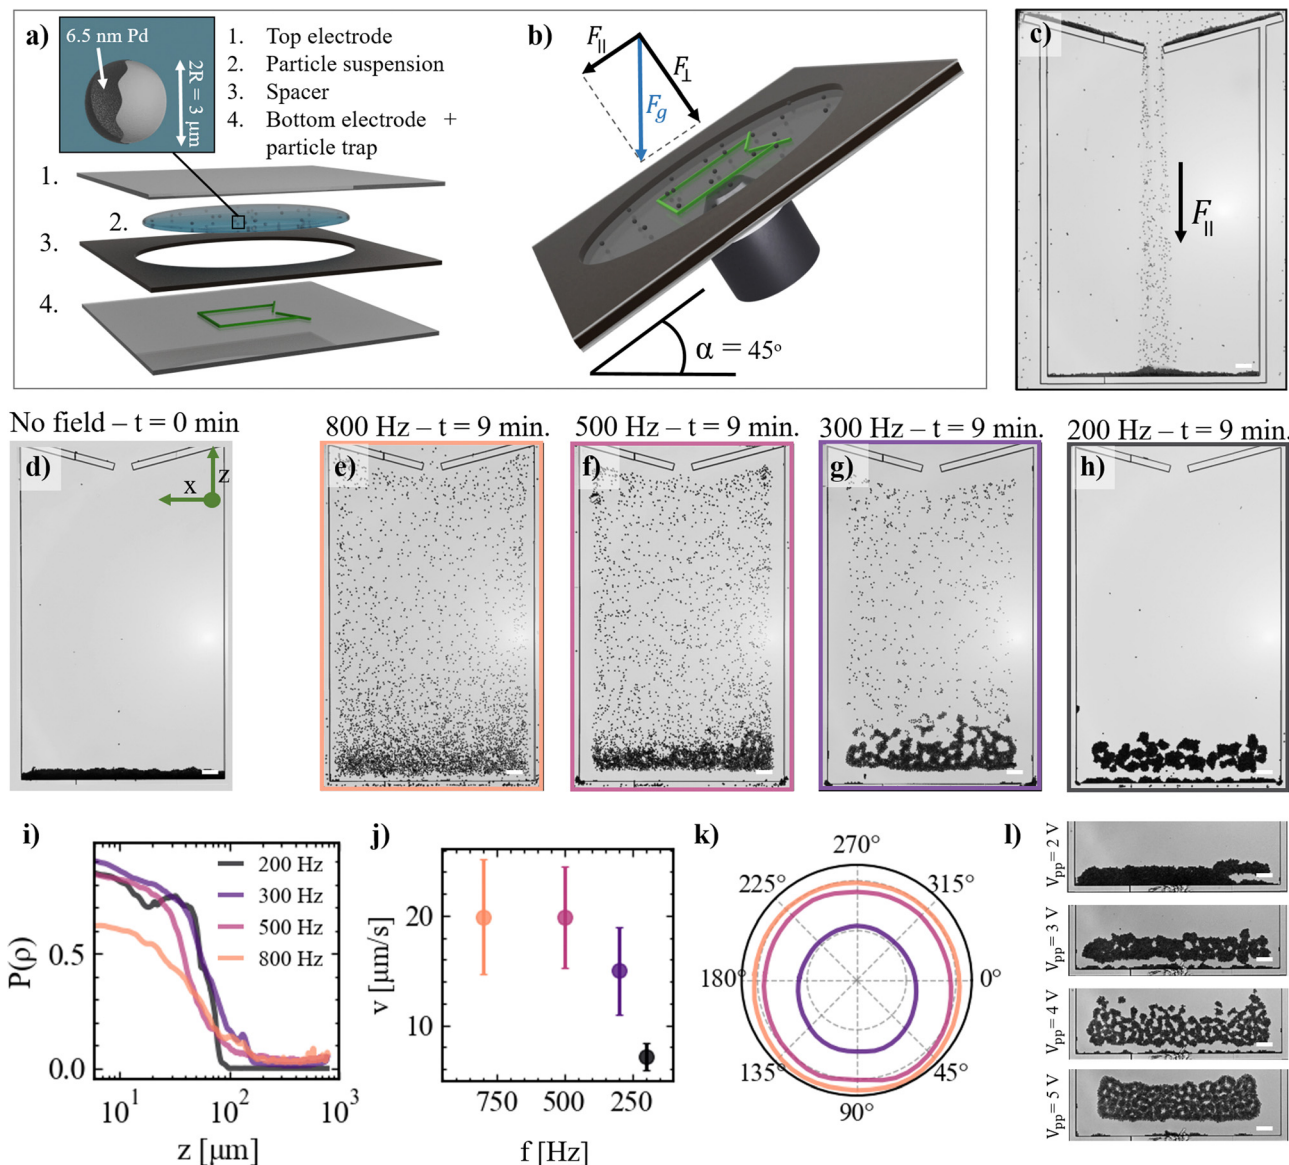 a)
6.5 nm Pd
2R = 3 μm
1. Top electrode
2. Particle suspension
3. Spacer
4. Bottom electrode +
particle trap
1.
2.
3.
4.
b)
F||
F⊥
Fg
α = 45°
c)
F||
No field – t = 0 min
800 Hz – t = 9 min.
500 Hz – t = 9 min.
300 Hz – t = 9 min.
200 Hz – t = 9 min.
d)
x
z
e)
f)
g)
h)
i)
200 Hz
300 Hz
500 Hz
800 Hz
P(ρ)
0.5
0.0
10¹
10²
10³
z [μm]
j)
v [μm/s]
20
10
750
500
250
f [Hz]
k)
270°
225°
315°
180°
0°
135°
45°
90°
l)
Vpp = 2 V
Vpp = 3 V
Vpp = 4 V
Vpp = 5 V